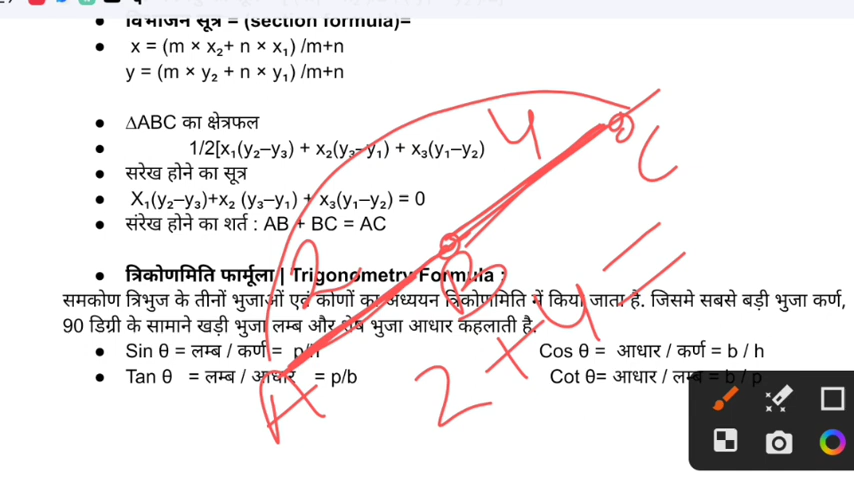 विभाजन सूत्र = (section formula)=
x = (m × x₂+ n × x₁) /m+n
y = (m × y₂ + n × y₁) /m+n
∆ABC का क्षेत्रफल
1/2[x₁(y₂–y₃) + x₂(y₃–y₁) + x₃(y₁–y₂)
सरेख होने का सूत्र
X₁(y₂–y₃)+x₂ (y₃–y₁) + x₃(y₁–y₂) = 0
संरेख होने का शर्त : AB + BC = AC
4
C
2
B
A
2+4=
त्रिकोणमिति फार्मूला | Trigonometry Formula :
समकोण त्रिभुज के तीनों भुजाओं एवं कोणों का अध्ययन त्रिकोणमिति में किया जाता है. जिसमे सबसे बड़ी भुजा कर्ण,
90 डिग्री के सामाने खड़ी भुजा लम्ब और शेष भुजा आधार कहलाती है.
Sin θ = लम्ब / कर्ण = p/h Cos θ = आधार / कर्ण = b / h
Tan θ = लम्ब / आधार = p/b Cot θ= आधार / लम्ब = b / p